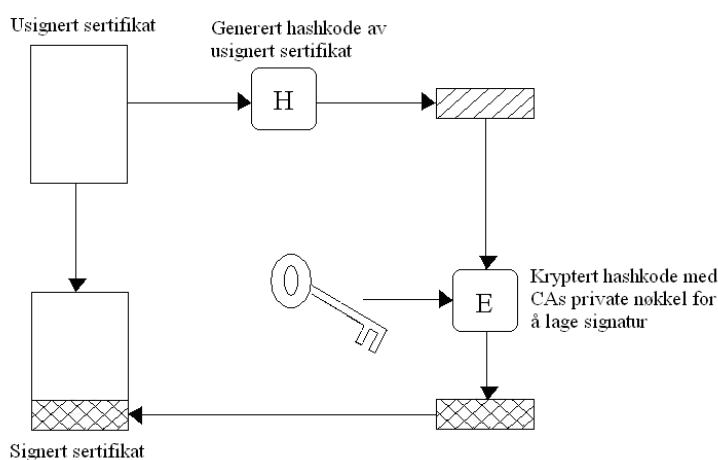 Usignert sertifikat
Generert hashkode av
usignert sertifikat
H
E
Kryptert hashkode med
CAs private nøkkel for
å lage signatur
Signert sertifikat